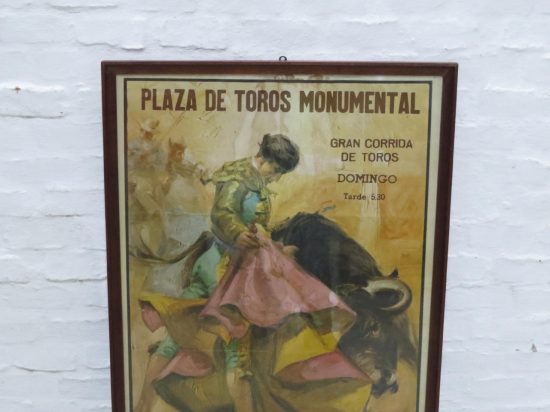 PLAZA DE TOROS MONUMENTAL
GRAN CORRIDA
DE TOROS
DOMINGO
Tarde 5.30